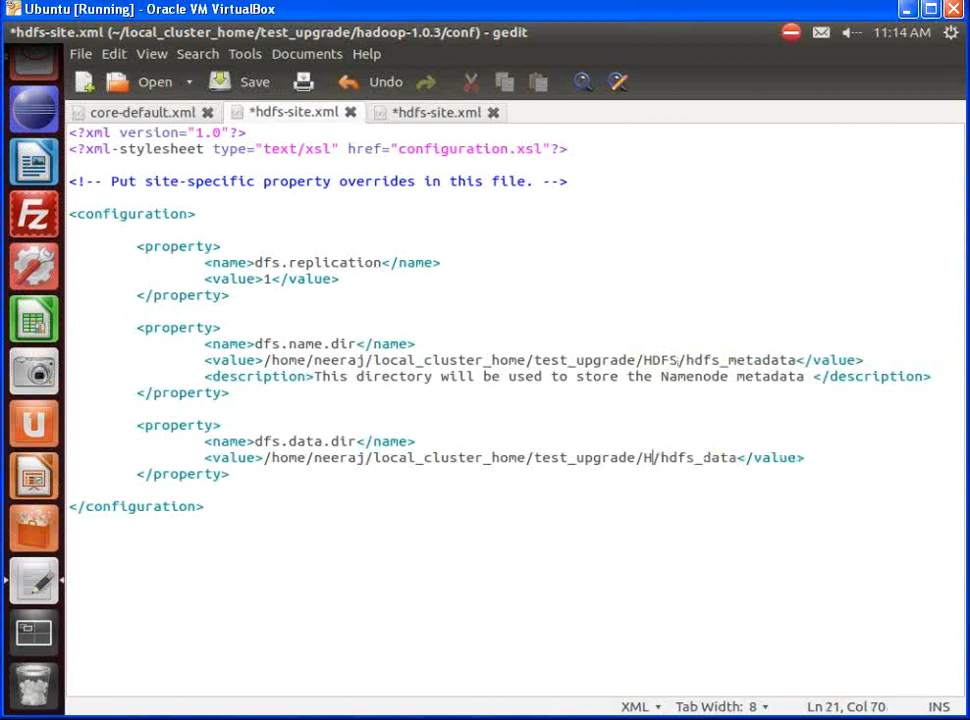 Ubuntu [Running] - Oracle VM VirtualBox
*hdfs-site.xml (~/local_cluster_home/test_upgrade/hadoop-1.0.3/conf) - gedit
11:14 AM
File Edit View Search Tools Documents Help
Open Save Undo
core-default.xml *hdfs-site.xml *hdfs-site.xml
<?xml version="1.0"?>
<?xml-stylesheet type="text/xsl" href="configuration.xsl"?>
<!-- Put site-specific property overrides in this file. -->
<configuration>
<property>
<name>dfs.replication</name>
<value>1</value>
</property>
<property>
<name>dfs.name.dir</name>
<value>/home/neeraj/local_cluster_home/test_upgrade/HDFS/hdfs_metadata</value>
<description>This directory will be used to store the Namenode metadata </description>
</property>
<property>
<name>dfs.data.dir</name>
<value>/home/neeraj/local_cluster_home/test_upgrade/H/hdfs_data</value>
</property>
</configuration>
XML Tab Width: 8 Ln 21, Col 70 INS